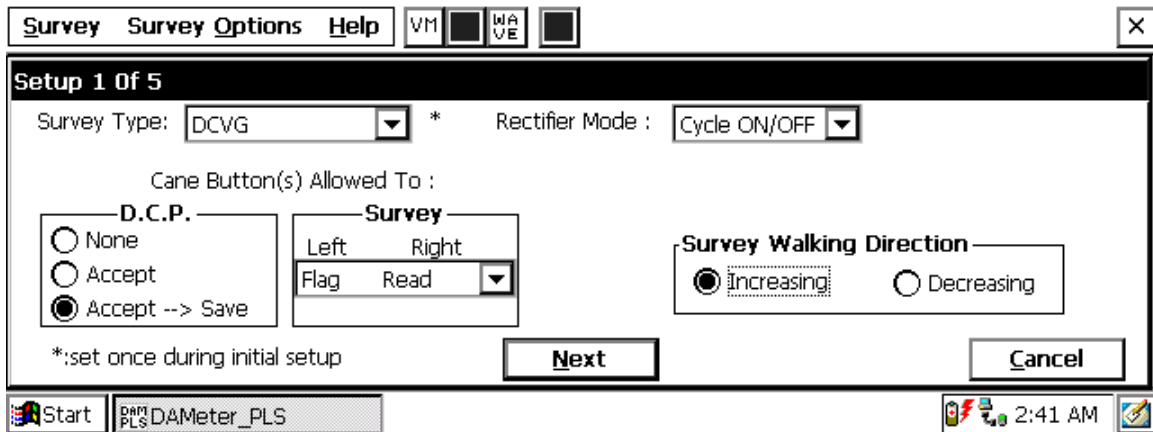 Survey Survey Options Help VM WAVE
Setup 1 Of 5
Survey Type: DCVG * Rectifier Mode : Cycle ON/OFF
Cane Button(s) Allowed To :
D.C.P. Survey
None Left Right Survey Walking Direction
Accept Flag Read Increasing Decreasing
Accept --> Save
*:set once during initial setup Next Cancel
Start DAM PLS DAMeter_PLS 2:41 AM